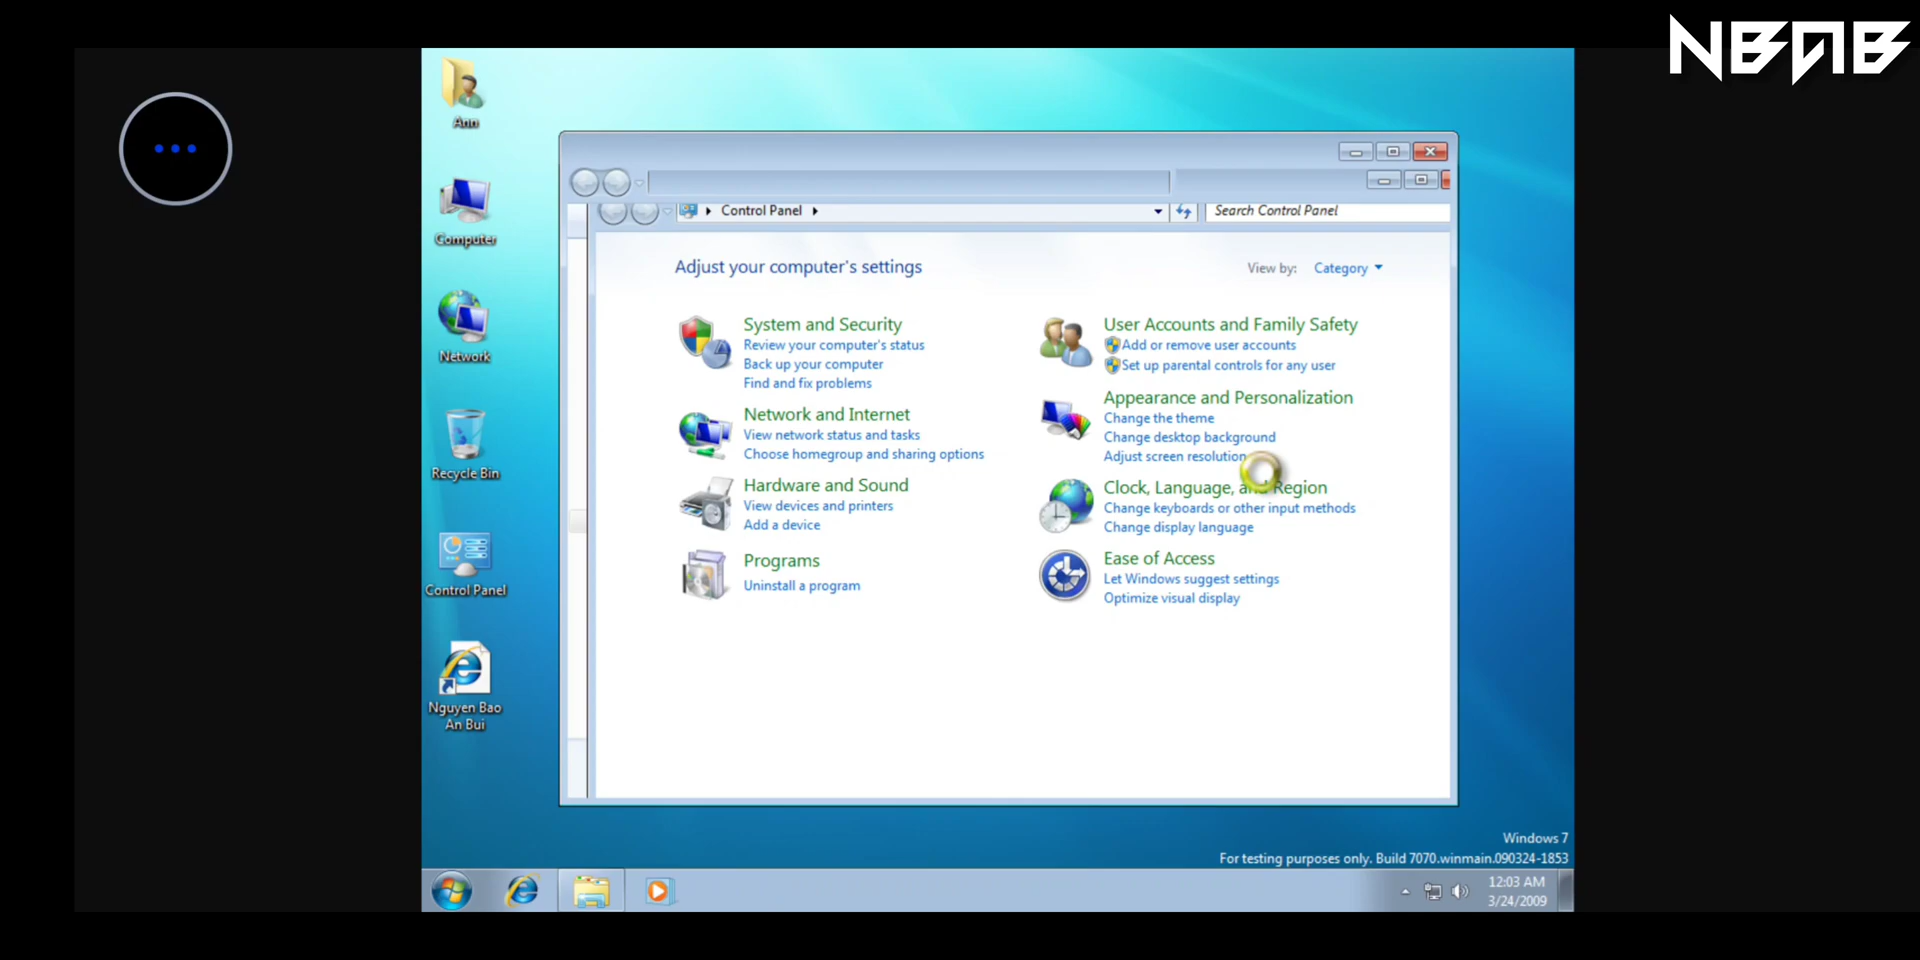 NBAB
Ann
Computer
Network
Recycle Bin
Control Panel
Nguyen Bao
An Bui
Control Panel
Search Control Panel
Adjust your computer's settings
View by: Category
System and Security
Review your computer's status
Back up your computer
Find and fix problems
Network and Internet
View network status and tasks
Choose homegroup and sharing options
Hardware and Sound
View devices and printers
Add a device
Programs
Uninstall a program
User Accounts and Family Safety
Add or remove user accounts
Set up parental controls for any user
Appearance and Personalization
Change the theme
Change desktop background
Adjust screen resolution
Clock, Language, and Region
Change keyboards or other input methods
Change display language
Ease of Access
Let Windows suggest settings
Optimize visual display
Windows 7
For testing purposes only. Build 7070.winmain.090324-1853
12:03 AM
3/24/2009